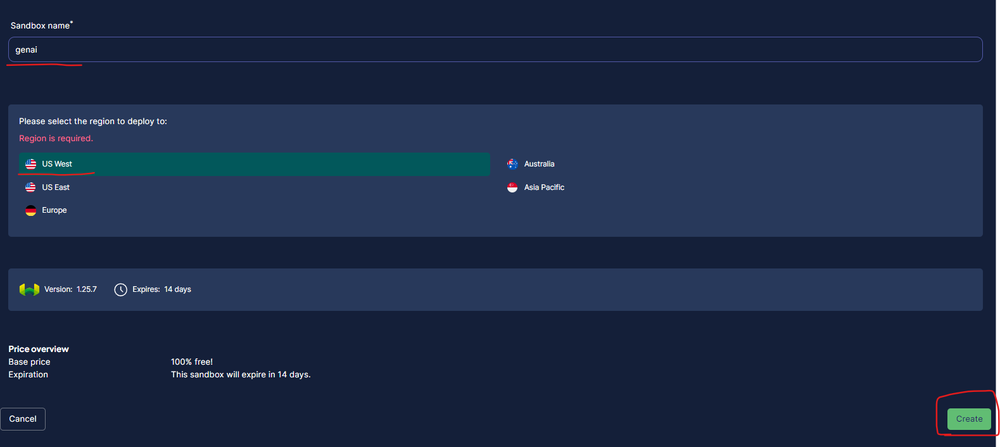 Sandbox name*
genai
Please select the region to deploy to:
Region is required.
US West
Australia
US East
Asia Pacific
Europe
Version: 1.25.7 Expires: 14 days
Price overview
Base price 100% free!
Expiration This sandbox will expire in 14 days.
Cancel Create